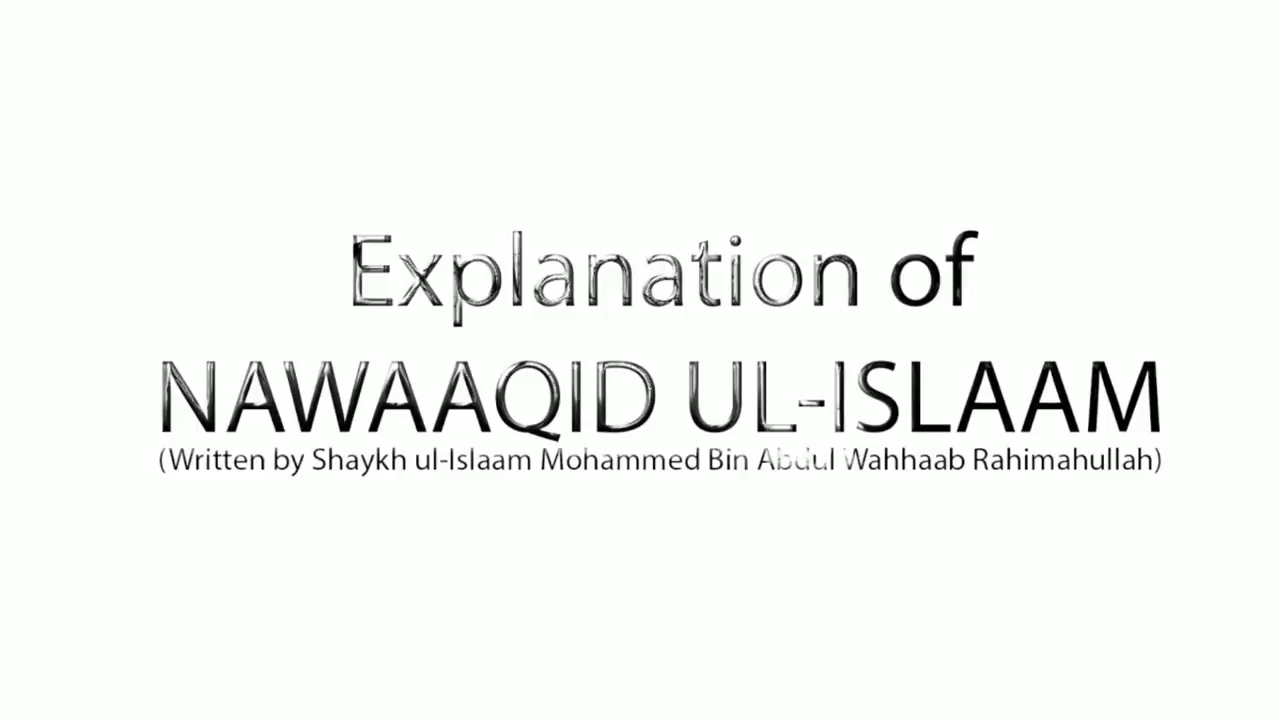 Explanation of
NAWAAQID UL-ISLAAM
(Written by Shaykh ul-Islaam Mohammed Bin Abdul Wahhaab Rahimahullah)